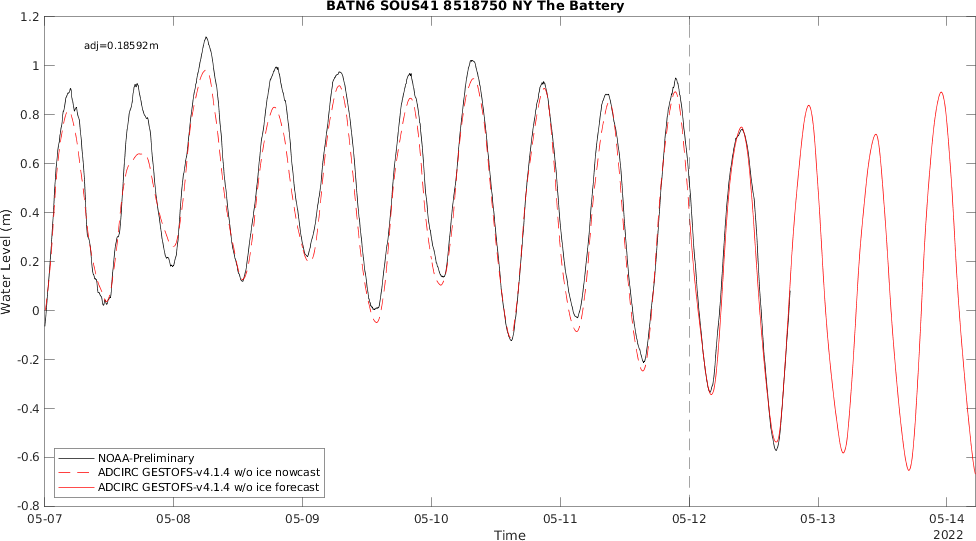 BATN6 SOUS41 8518750 NY The Battery
adj=0.18592m
1.2
1
0.8
0.6
0.4
0.2
0
-0.2
-0.4
-0.6
-0.8
Water Level (m)
NOAA-Preliminary
ADCIRC GESTOFS-v4.1.4 w/o ice nowcast
ADCIRC GESTOFS-v4.1.4 w/o ice forecast
05-07 05-08 05-09 05-10 05-11 05-12 05-13 05-14
Time
2022